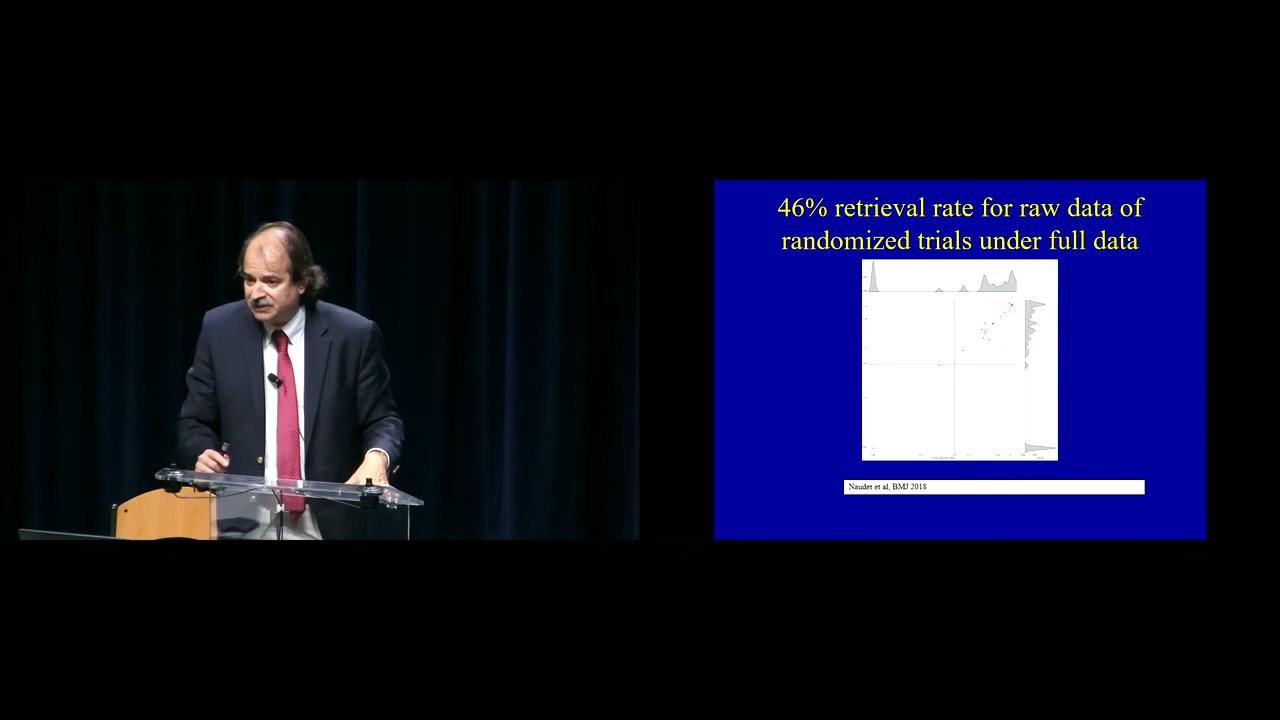 46% retrieval rate for raw data of
randomized trials under full data
Naudet et al, BMJ 2018